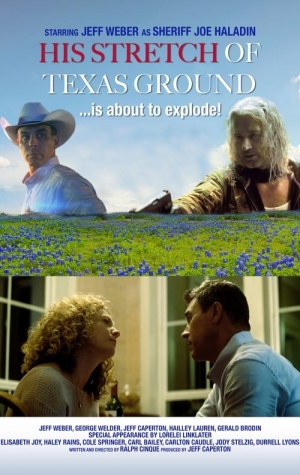 STARRING JEFF WEBER AS SHERIFF JOE HALADIN
HIS STRETCH OF
TEXAS GROUND
...is about to explode!
JEFF WEBER, GEORGE WELDER, JEFF CAPERTON, HAILLEY LAUREN, GERALD BRODIN
SPECIAL APPEARANCE BY LORELEI LINKLATER
ELISABETH JOY, HALEY RAINS, COLE SPRINGER, CARL BAILEY, CARLTON CAUDLE, JODY STELZIG, DURRELL LYONS
WRITTEN AND DIRECTED BY RALPH CINQUE PRODUCED BY JEFF CAPERTON